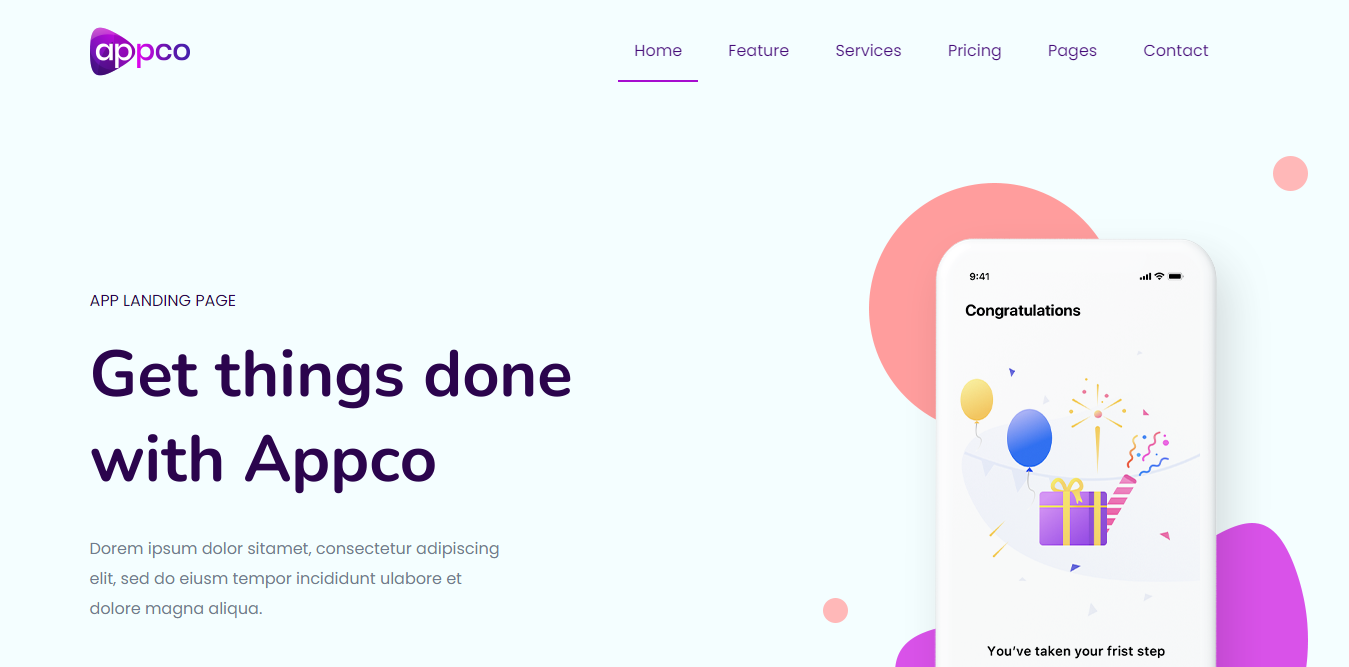 appco
Home Feature Services Pricing Pages Contact
APP LANDING PAGE
Get things done
with Appco
Dorem ipsum dolor sitamet, consectetur adipiscing
elit, sed do eiusm tempor incididunt ulabore et
dolore magna aliqua.
9:41
Congratulations
You've taken your frist step